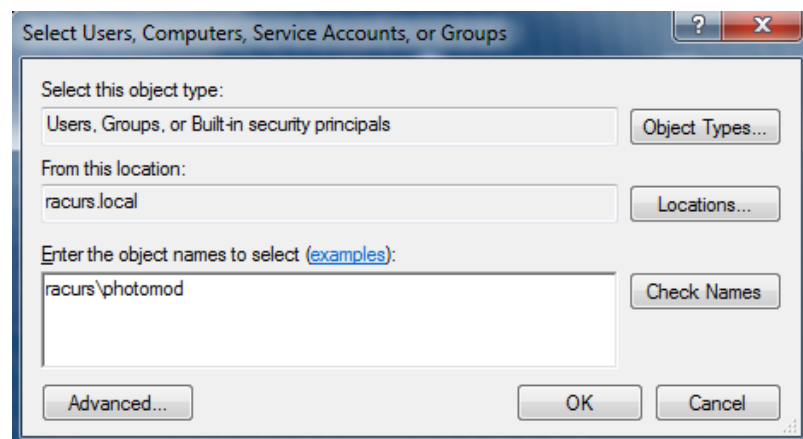 Select Users, Computers, Service Accounts, or Groups
?
X
Select this object type:
Users, Groups, or Built-in security principals
Object Types...
From this location:
racurs.local
Locations...
Enter the object names to select (examples):
racurs\photomod
Check Names
Advanced...
OK
Cancel